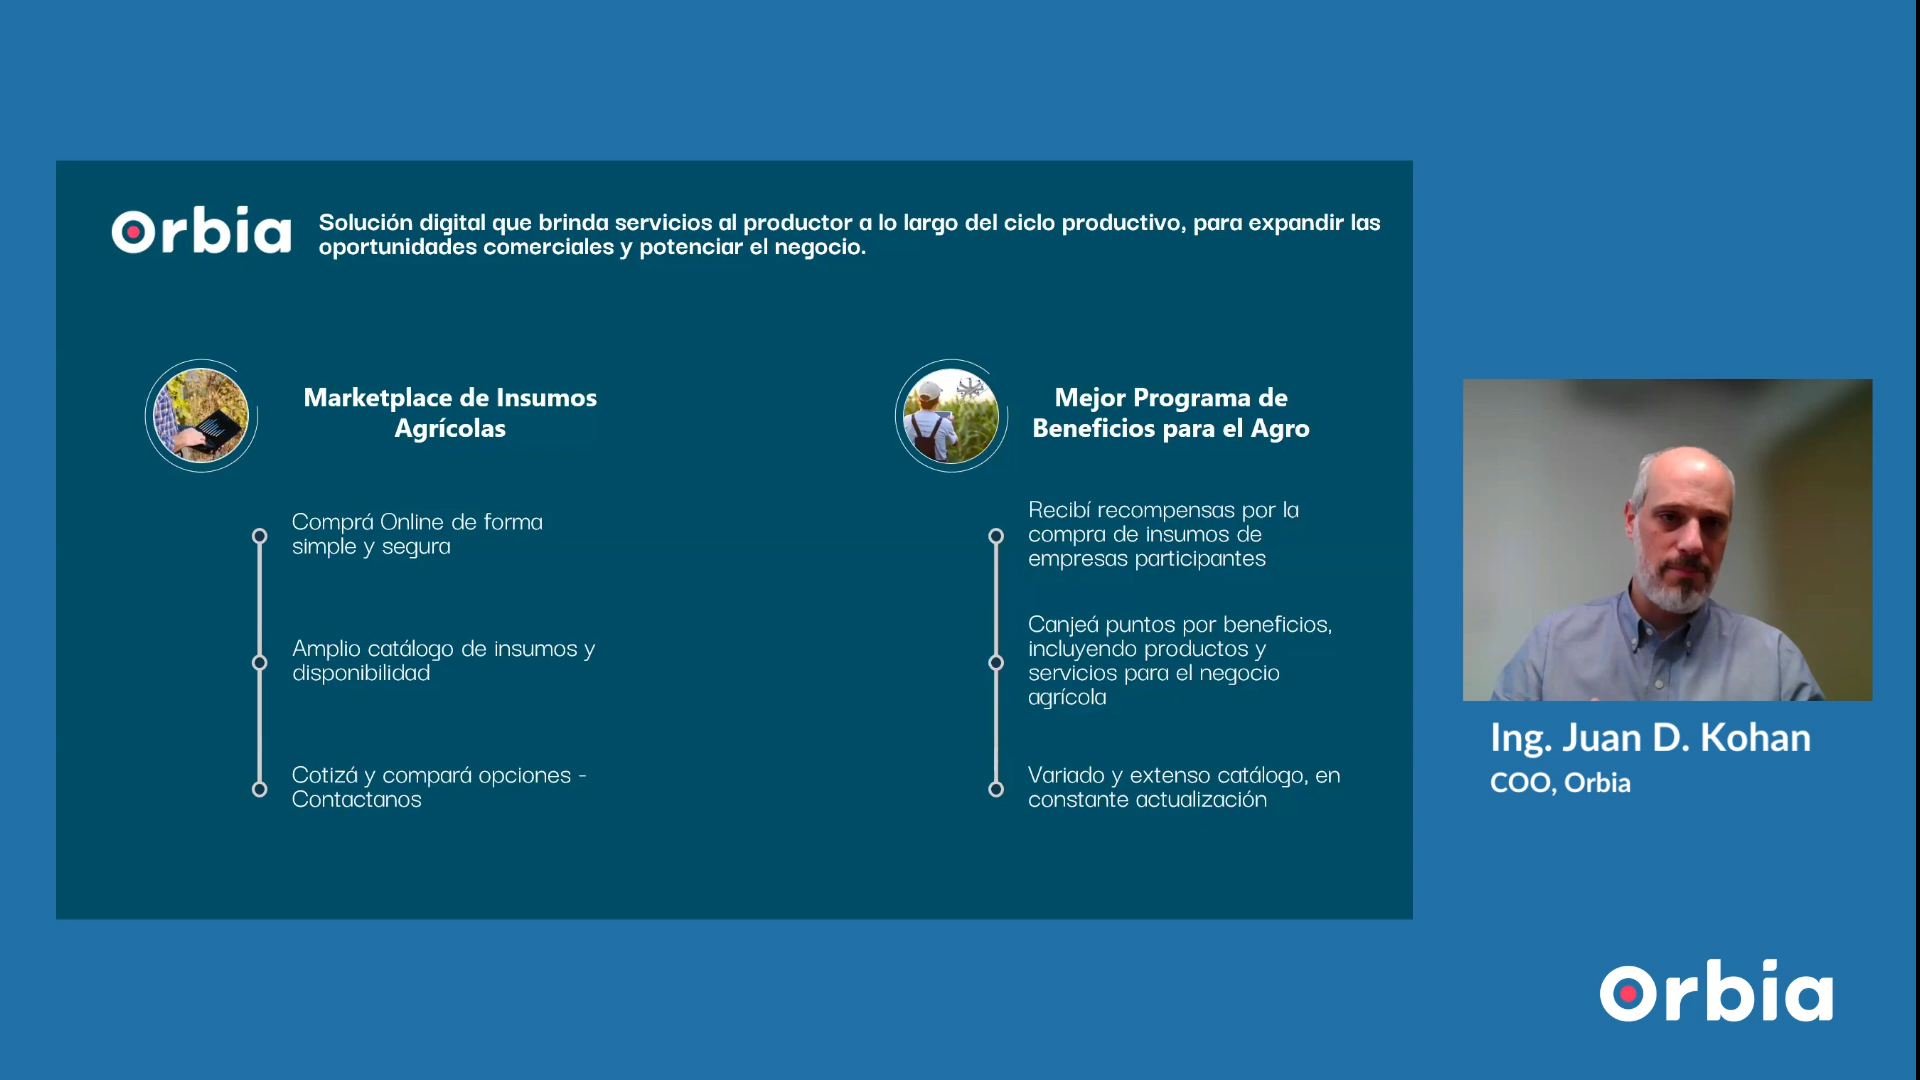 Orbia
Solución digital que brinda servicios al productor a lo largo del ciclo productivo, para expandir las
oportunidades comerciales y potenciar el negocio.
Marketplace de Insumos
Agrícolas
Comprá Online de forma
simple y segura
Amplio catálogo de insumos y
disponibilidad
Cotizá y compará opciones -
Contactanos
Mejor Programa de
Beneficios para el Agro
Recibí recompensas por la
compra de insumos de
empresas participantes
Canjeá puntos por beneficios,
incluyendo productos y
servicios para el negocio
agrícola
Variado y extenso catálogo, en
constante actualización
Ing. Juan D. Kohan
COO, Orbia
Orbia